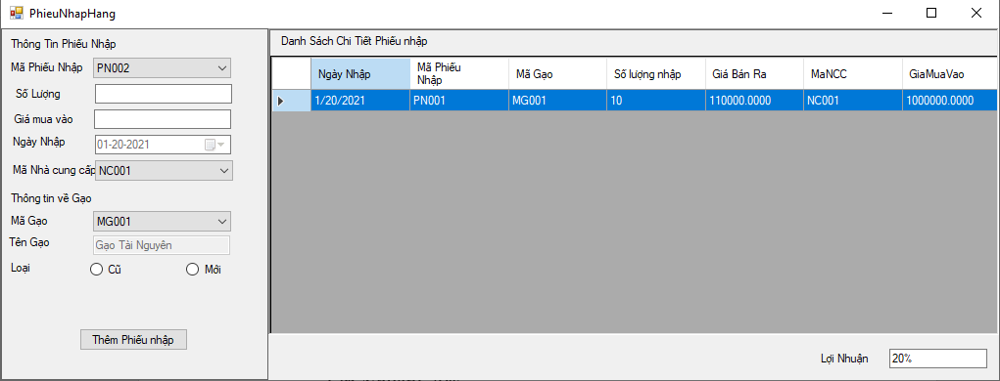 PhieuNhapHang
Thông Tin Phiếu Nhập
Mã Phiếu Nhập PN002
Số Lượng
Giá mua vào
Ngày Nhập 01-20-2021
Mã Nhà cung cấp NC001
Thông tin về Gạo
Mã Gạo MG001
Tên Gạo Gạo Tài Nguyên
Loại Cũ Mới
Thêm Phiếu nhập
Danh Sách Chi Tiết Phiếu nhập
Ngày Nhập Mã Phiếu Nhập Mã Gạo Số lượng nhập Giá Bán Ra MaNCC GiaMuaVao
1/20/2021 PN001 MG001 10 110000.0000 NC001 1000000.0000
Lợi Nhuận 20%